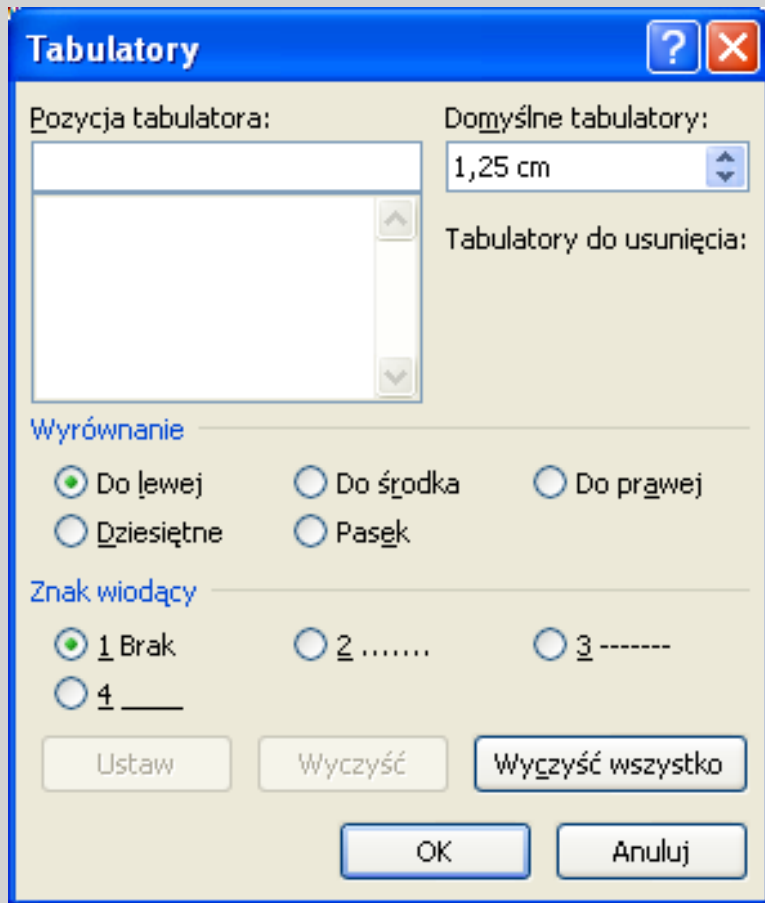 Tabulatory
Pozycja tabulatora: Domyślne tabulatory:
1,25 cm
Tabulatory do usunięcia:
Wyrównanie
Do lewej Do środka Do prawej
Dziesiętne Pasek
Znak wiodący
1 Brak 2 ....... 3 -------
4 ____
Ustaw Wyczyść Wyczyść wszystko
OK Anuluj